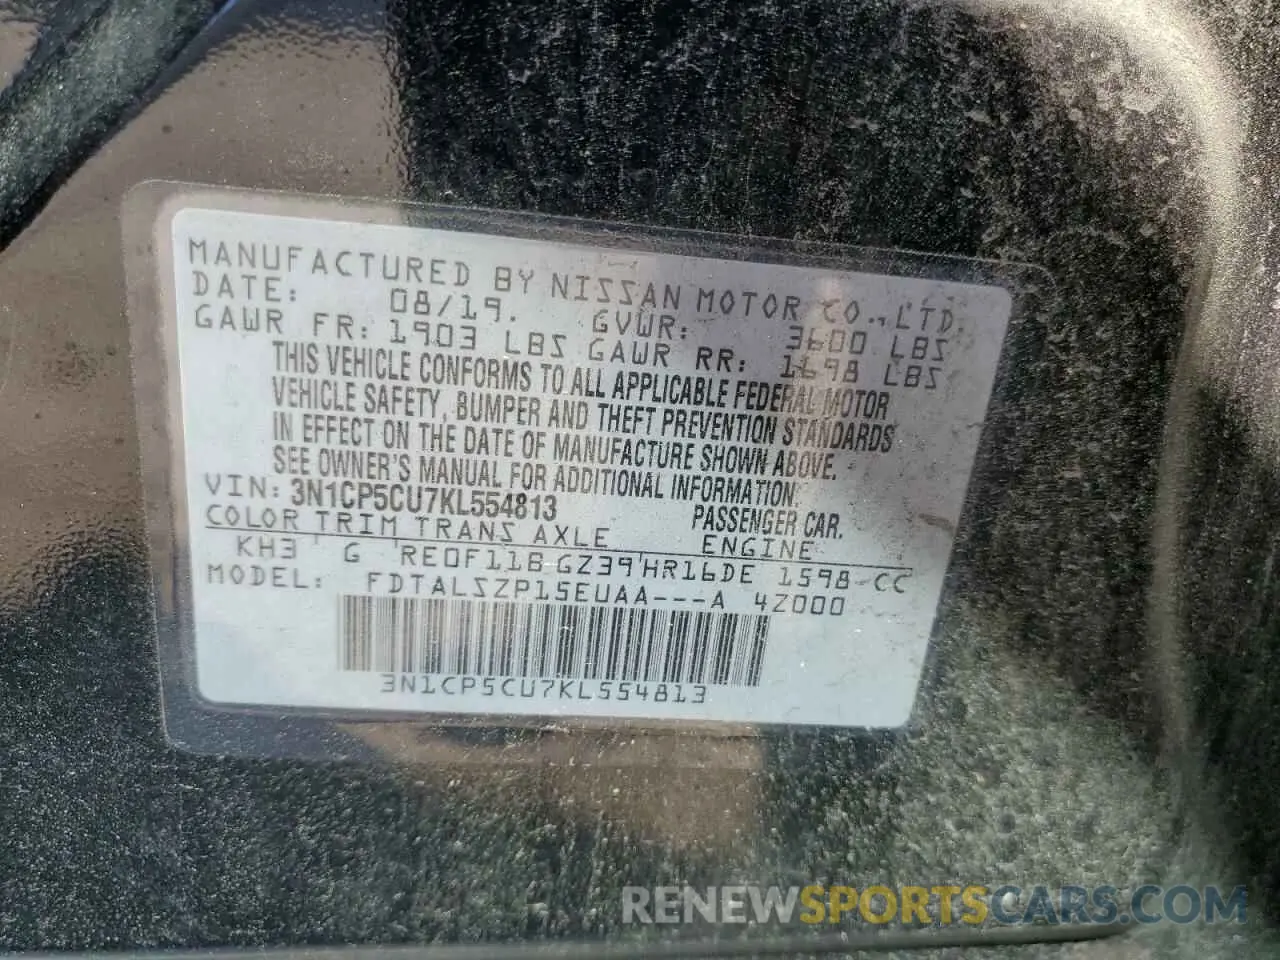 MANUFACTURED BY NISSAN MOTOR CO., LTD.
DATE: 08/19. GVWR: 3600 LBS
GAWR FR: 1903 LBS GAWR RR: 1698 LBS
THIS VEHICLE CONFORMS TO ALL APPLICABLE FEDERAL MOTOR
VEHICLE SAFETY, BUMPER AND THEFT PREVENTION STANDARDS
IN EFFECT ON THE DATE OF MANUFACTURE SHOWN ABOVE.
SEE OWNER'S MANUAL FOR ADDITIONAL INFORMATION.
VIN: 3N1CP5CU7KL554813 PASSENGER CAR.
COLOR TRIM TRANS AXLE ENGINE
KH3 G RE0F11B GZ39 HR16DE 1598 CC
MODEL: FDTALSZP15EUAA---A 4Z000
3N1CP5CU7KL554813
RENEWSPORTSCARS.COM